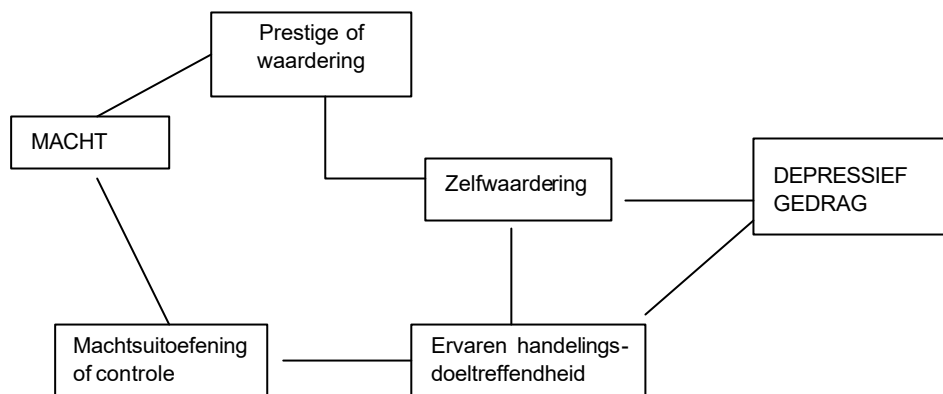 Prestige of
waardering
MACHT
Zelfwaardering
DEPRESSIEF
GEDRAG
Machtsuitoefening
of controle
Ervaren handelings-
doeltreffendheid